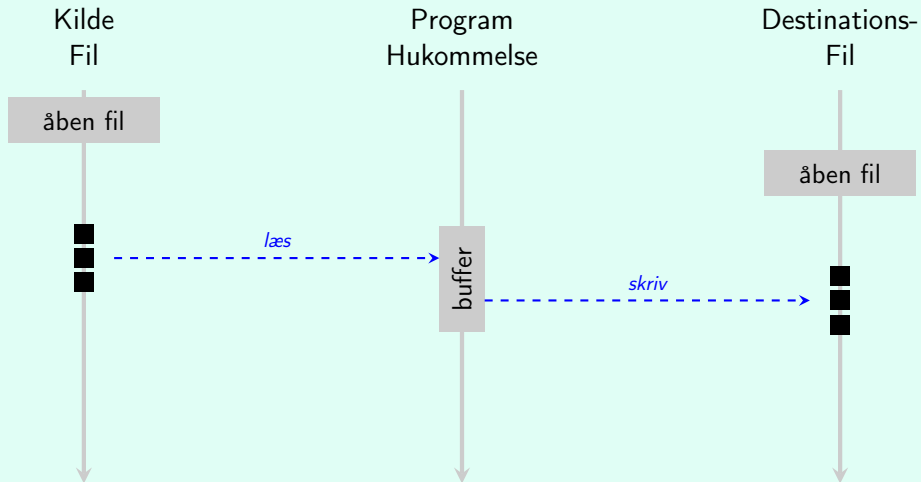 Kilde
Fil
Program
Hukommelse
Destinations-
Fil
åben fil
åben fil
læs
buffer
skriv